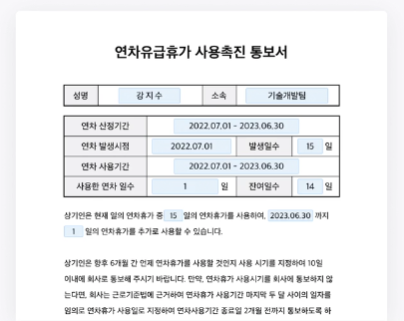 연차유급휴가 사용촉진 통보서
성명 강 지 수 소속 기술개발팀
연차 산정기간 2022.07.01 - 2023.06.30
연차 발생시점 2022.07.01 발생일수 15 일
연차 사용기간 2022.07.01 - 2023.06.30
사용한 연차 일수 1 일 잔여일수 14 일
상기인은 현재 일의 연차휴가 중 15 일의 연차휴가를 사용하며, 2023.06.30 까지
1 일의 연차휴가를 추가로 사용할 수 있습니다.
상기인은 향후 6개월 간 언제 연차휴가를 사용할 것인지 사용 시기를 지정하여 10일
이내에 회사로 통보해 주시기 바랍니다. 만약, 연차휴가 사용시기를 회사에 통보하지 않
는다면, 회사는 근로기준법에 근거하여 연차휴가 사용기간 마지막 두 달 사이의 일자를
임의로 연차휴가 사용일로 지정하여 연차사용기간 종료일 2개월 전까지 통보하도록 하